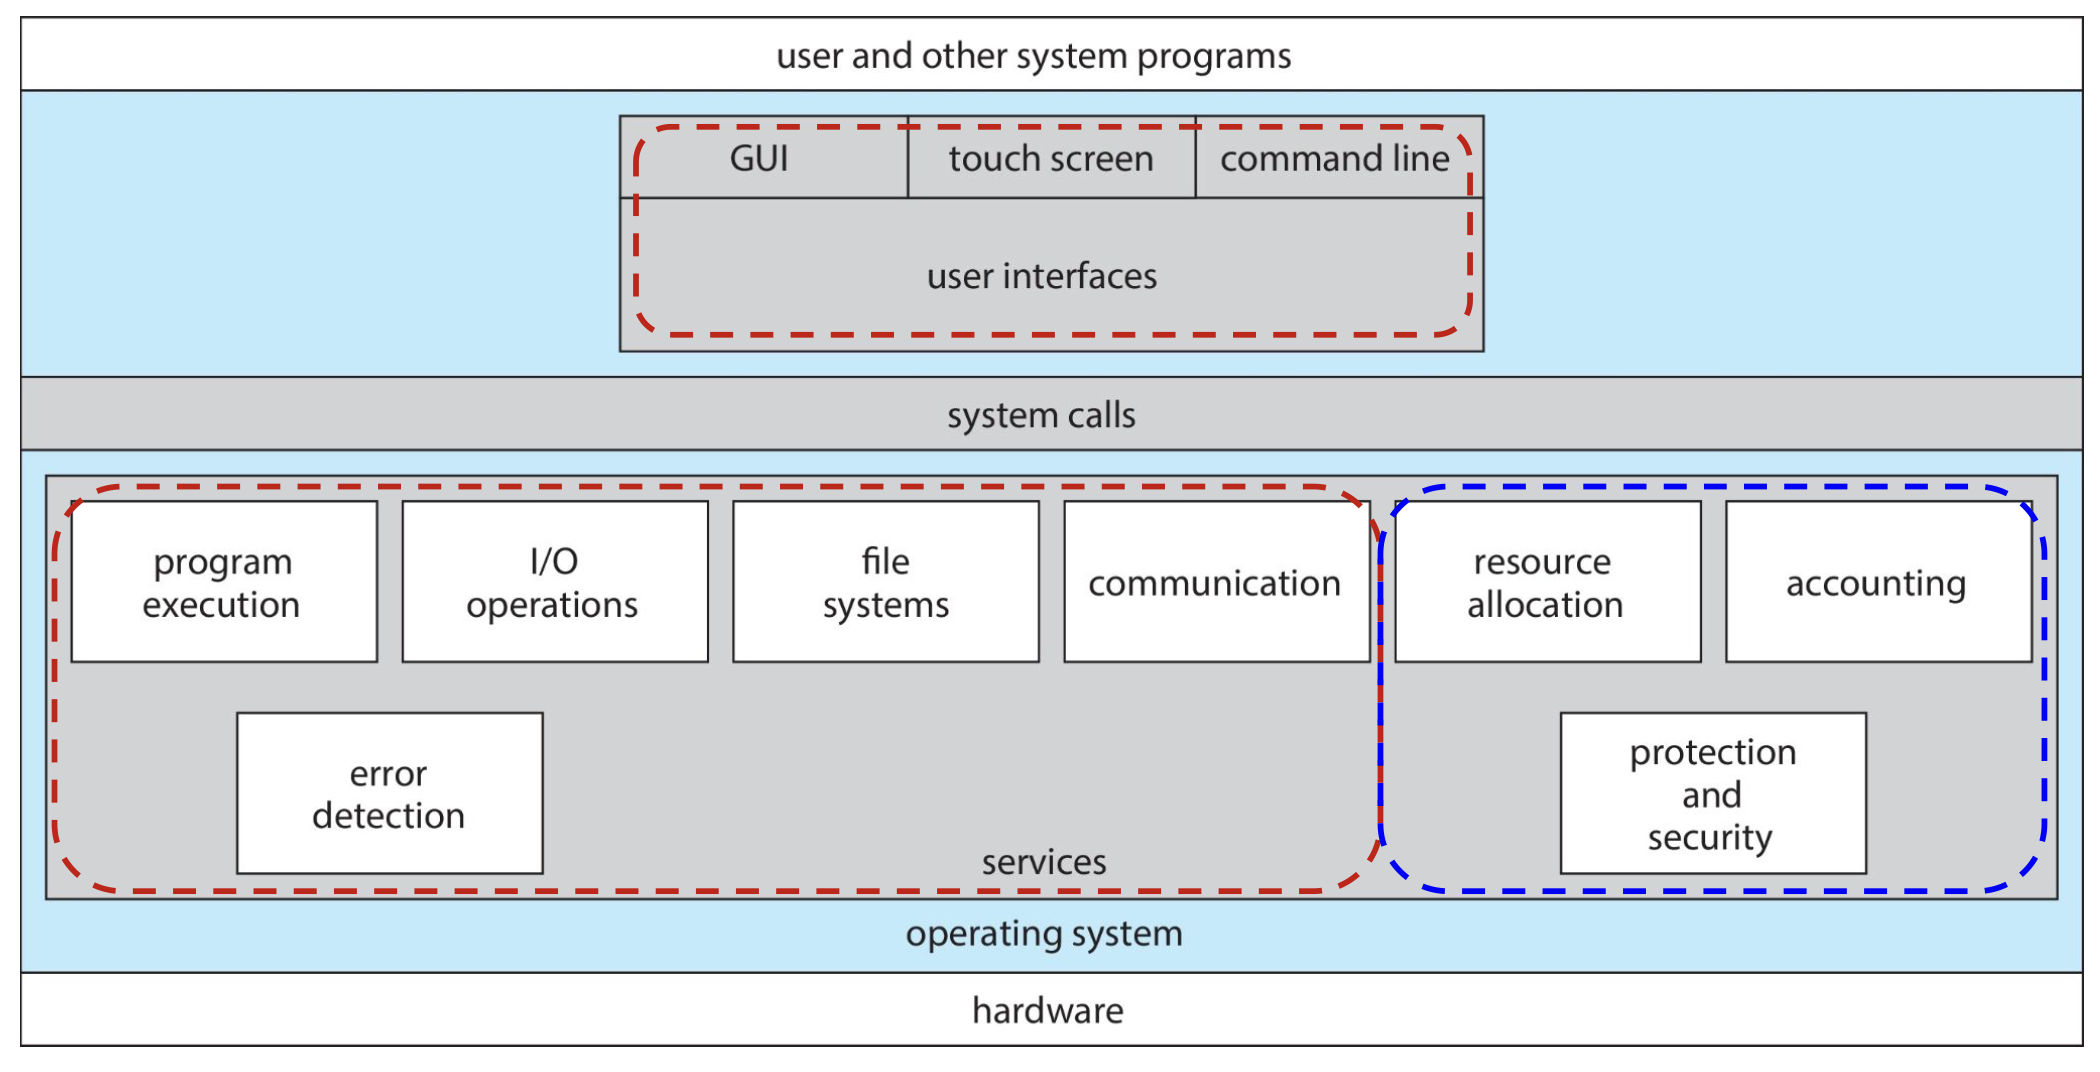 user and other system programs
GUI
touch screen
command line
user interfaces
system calls
program
execution
I/O
operations
file
systems
communication
resource
allocation
accounting
error
detection
protection
and
security
services
operating system
hardware